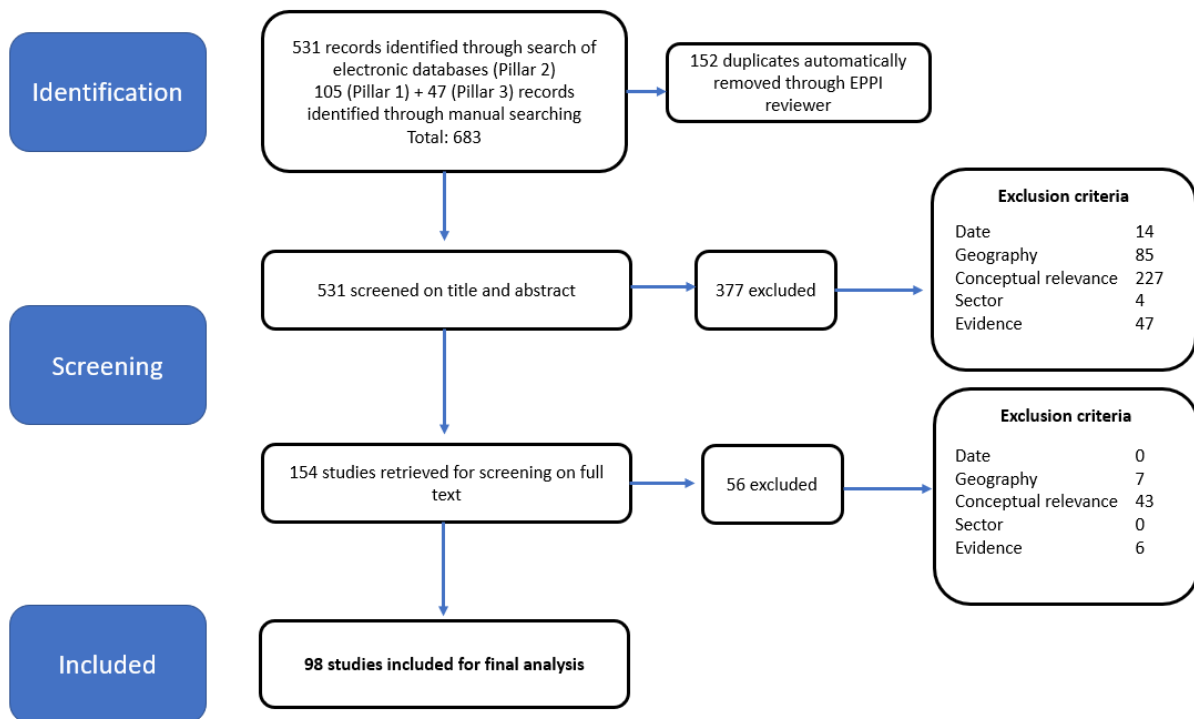 Identification
531 records identified through search of
electronic databases (Pillar 2)
105 (Pillar 1) + 47 (Pillar 3) records
identified through manual searching
Total: 683
152 duplicates automatically
removed through EPPI
reviewer
Screening
531 screened on title and abstract
377 excluded
Exclusion criteria
Date 14
Geography 85
Conceptual relevance 227
Sector 4
Evidence 47
154 studies retrieved for screening on full
text
56 excluded
Exclusion criteria
Date 0
Geography 7
Conceptual relevance 43
Sector 0
Evidence 6
Included
98 studies included for final analysis